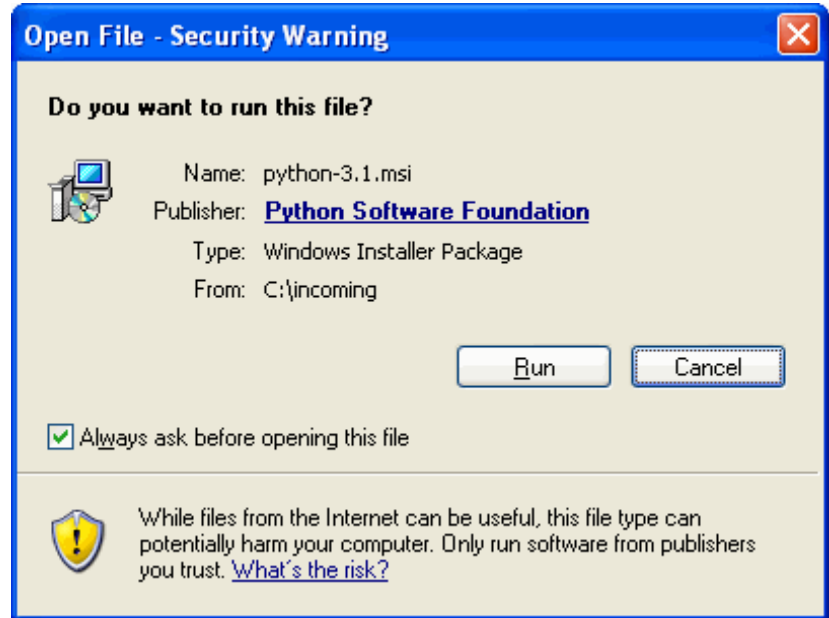 Open File - Security Warning
Do you want to run this file?
Name: python-3.1.msi
Publisher: Python Software Foundation
Type: Windows Installer Package
From: C:\incoming
Run Cancel
Always ask before opening this file
While files from the Internet can be useful, this file type can
potentially harm your computer. Only run software from publishers
you trust. What's the risk?